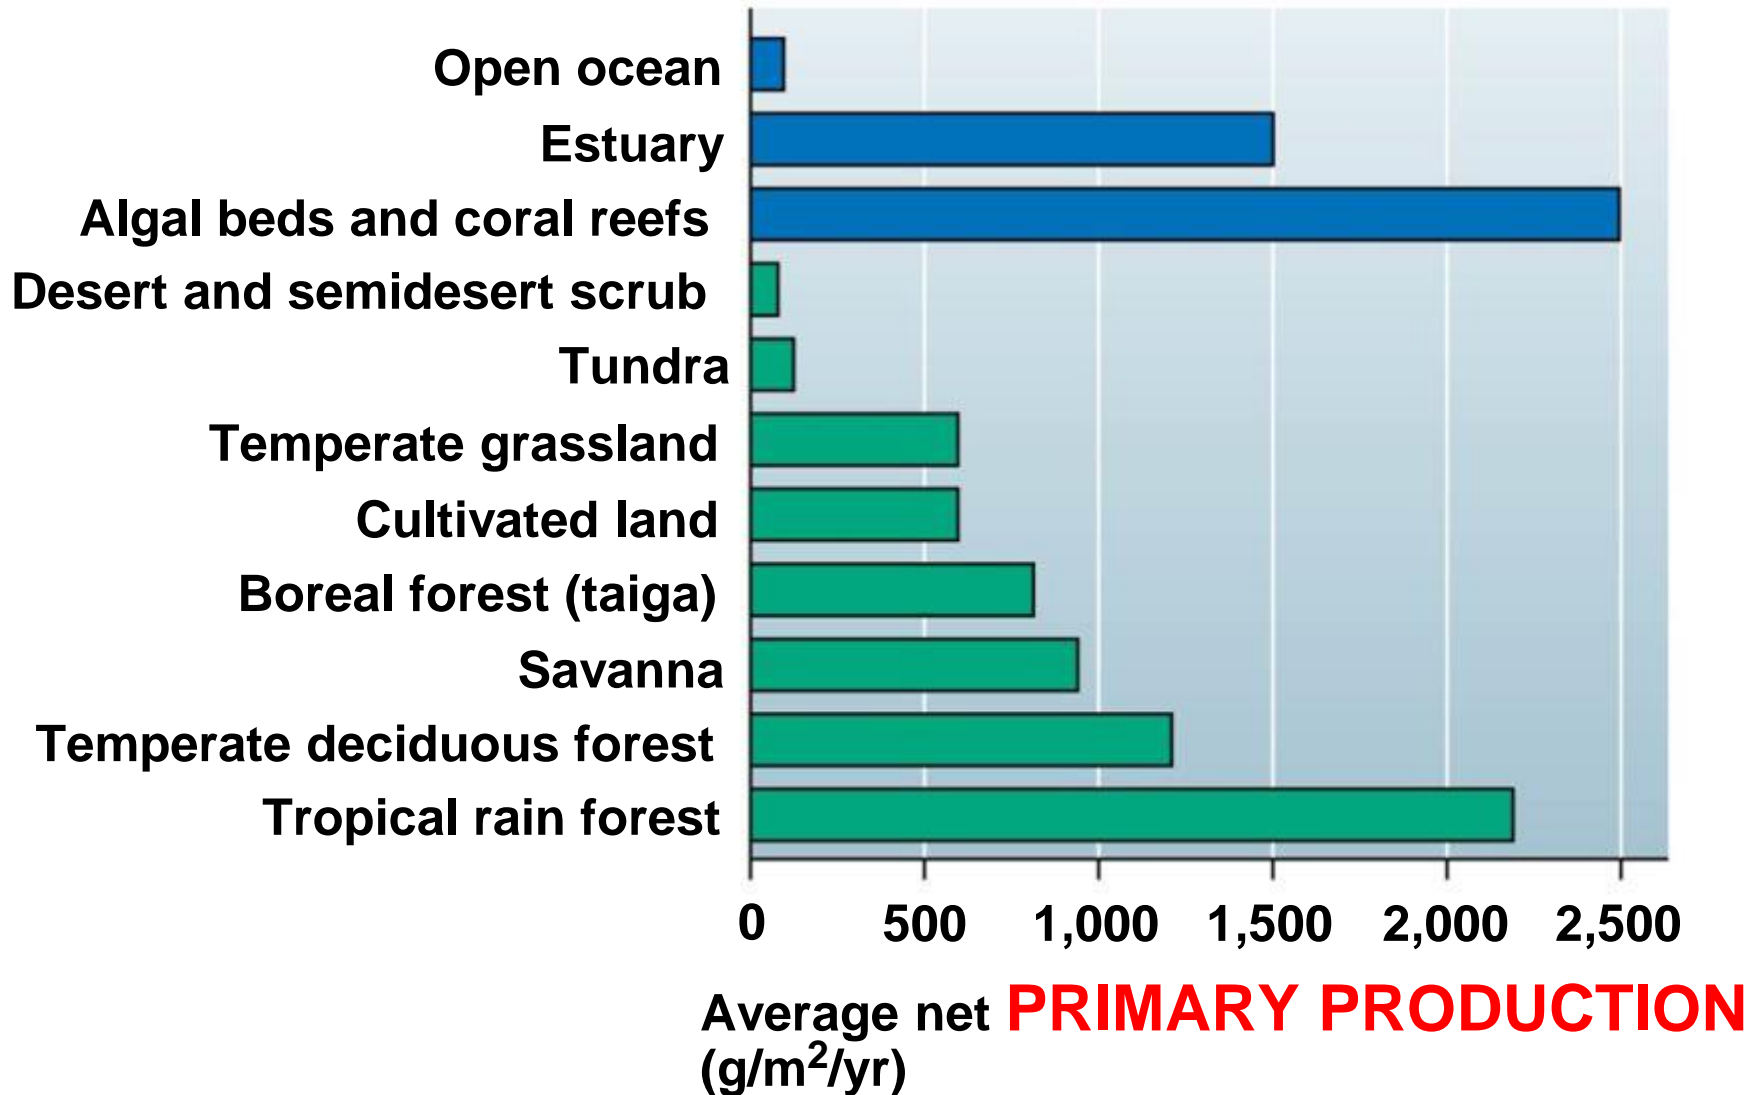 Open ocean
Estuary
Algal beds and coral reefs
Desert and semidesert scrub
Tundra
Temperate grassland
Cultivated land
Boreal forest (taiga)
Savanna
Temperate deciduous forest
Tropical rain forest
0 500 1,000 1,500 2,000 2,500
Average net PRIMARY PRODUCTION
(g/m²/yr)